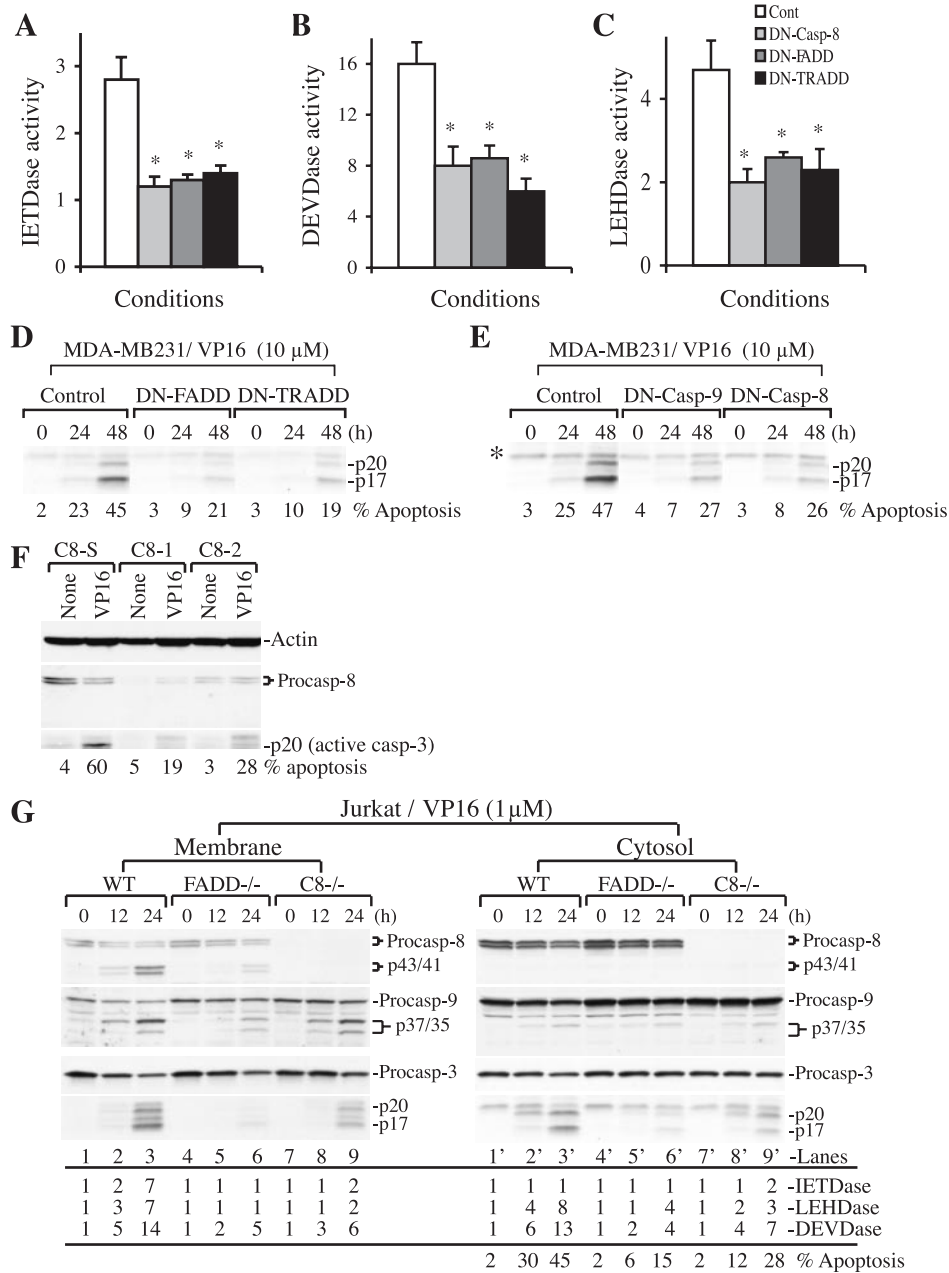 A B C
Cont
DN-Casp-8
DN-FADD
DN-TRADD
IETDase activity
3
2
1
0
* * *
Conditions
DEVDase activity
16
12
8
4
0
* * *
Conditions
LEHDase activity
4
2
0
* * *
Conditions
D
MDA-MB231/ VP16 (10 µM)
Control DN-FADD DN-TRADD
0 24 48 0 24 48 0 24 48 (h)
-p20
-p17
2 23 45 3 9 21 3 10 19 % Apoptosis
E
MDA-MB231/ VP16 (10 µM)
Control DN-Casp-9 DN-Casp-8
0 24 48 0 24 48 0 24 48 (h)
*
-p20
-p17
3 25 47 4 7 27 3 8 26 % Apoptosis
F
C8-S C8-1 C8-2
None VP16 None VP16 None VP16
-Actin
Procasp-8
-p20 (active casp-3)
4 60 5 19 3 28 % apoptosis
G
Jurkat / VP16 (1µM)
Membrane Cytosol
WT FADD-/- C8-/- WT FADD-/- C8-/-
0 12 24 0 12 24 0 12 24 (h) 0 12 24 0 12 24 0 12 24 (h)
Procasp-8 Procasp-8
p43/41 p43/41
-Procasp-9 -Procasp-9
p37/35 p37/35
-Procasp-3 -Procasp-3
-p20 -p20
-p17 -p17
1 2 3 4 5 6 7 8 9 1’ 2’ 3’ 4’ 5’ 6’ 7’ 8’ 9’ -Lanes
1 2 7 1 1 1 1 1 2 1 1 1 1 1 1 1 1 2 -IETDase
1 3 7 1 1 1 1 1 2 1 4 8 1 1 4 1 2 3 -LEHDase
1 5 14 1 2 5 1 3 6 1 6 13 1 2 4 1 4 7 -DEVDase
2 30 45 2 6 15 2 12 28 % Apoptosis